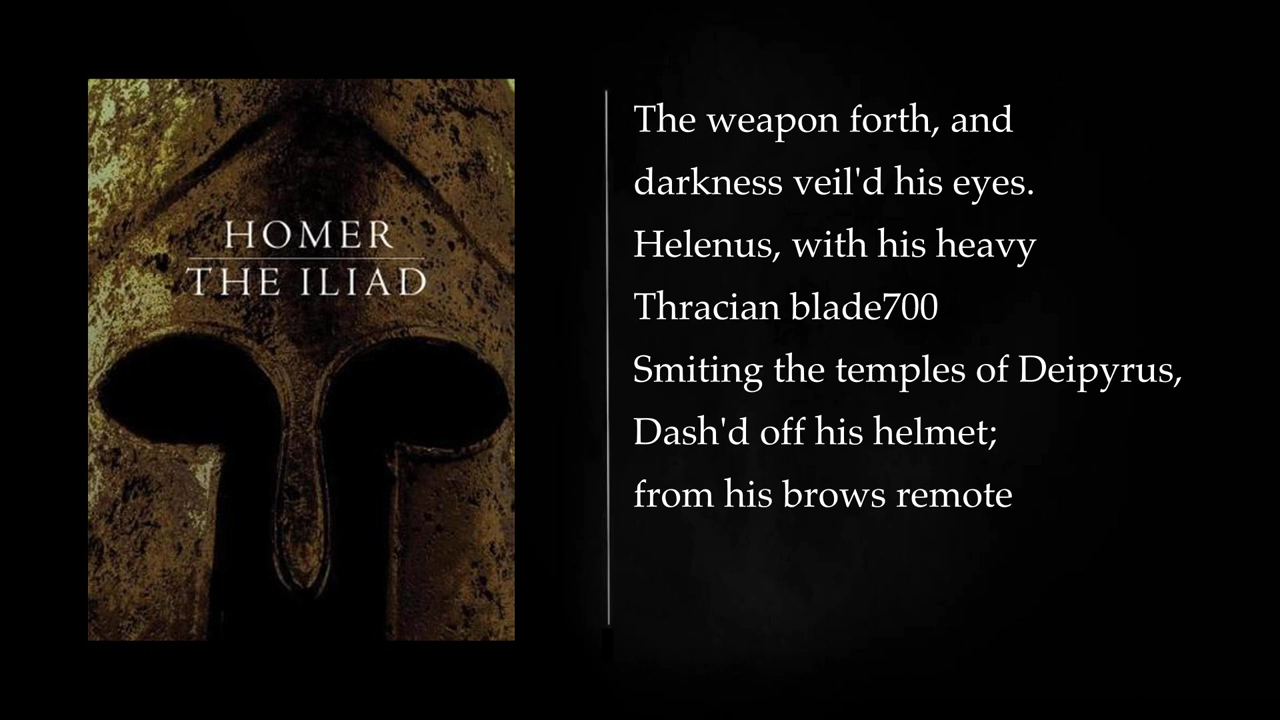 HOMER
THE ILIAD
The weapon forth, and
darkness veil'd his eyes.
Helenus, with his heavy
Thracian blade700
Smiting the temples of Deipyrus,
Dash'd off his helmet;
from his brows remote